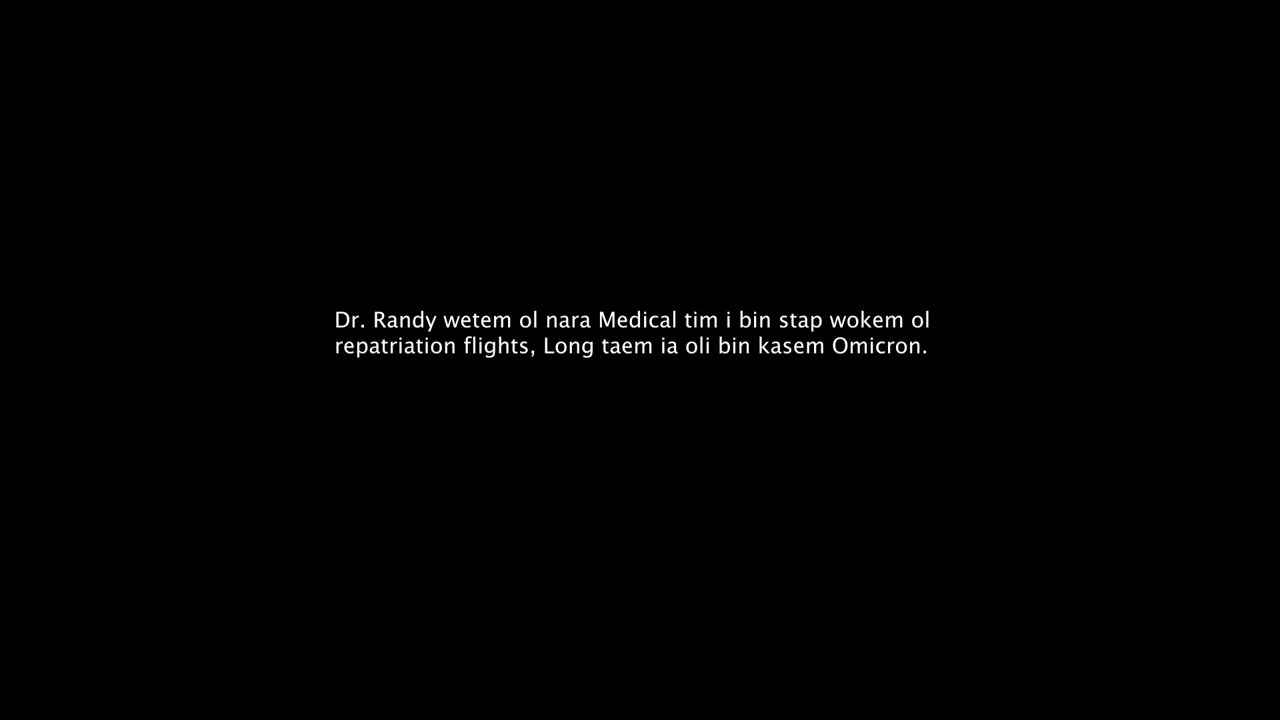 Dr. Randy wetem ol nara Medical tim i bin stap wokem ol
repatriation flights, Long taem ia oli bin kasem Omicron.